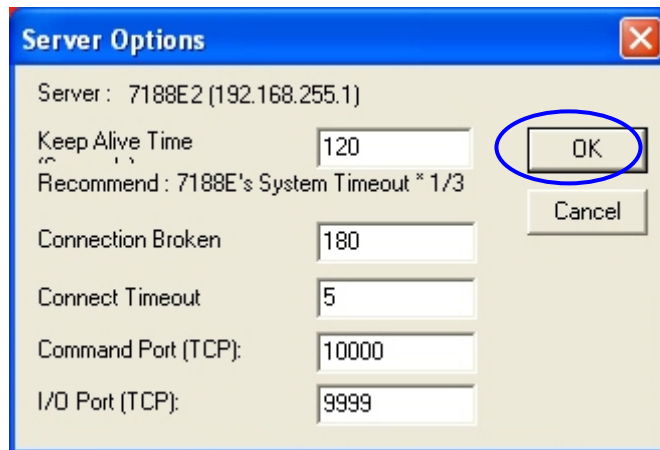 Server Options
Server : 7188E2 (192.168.255.1)
Keep Alive Time 120 OK
Recommend : 7188E's System Timeout * 1/3
Cancel
Connection Broken 180
Connect Timeout 5
Command Port (TCP): 10000
I/O Port (TCP): 9999